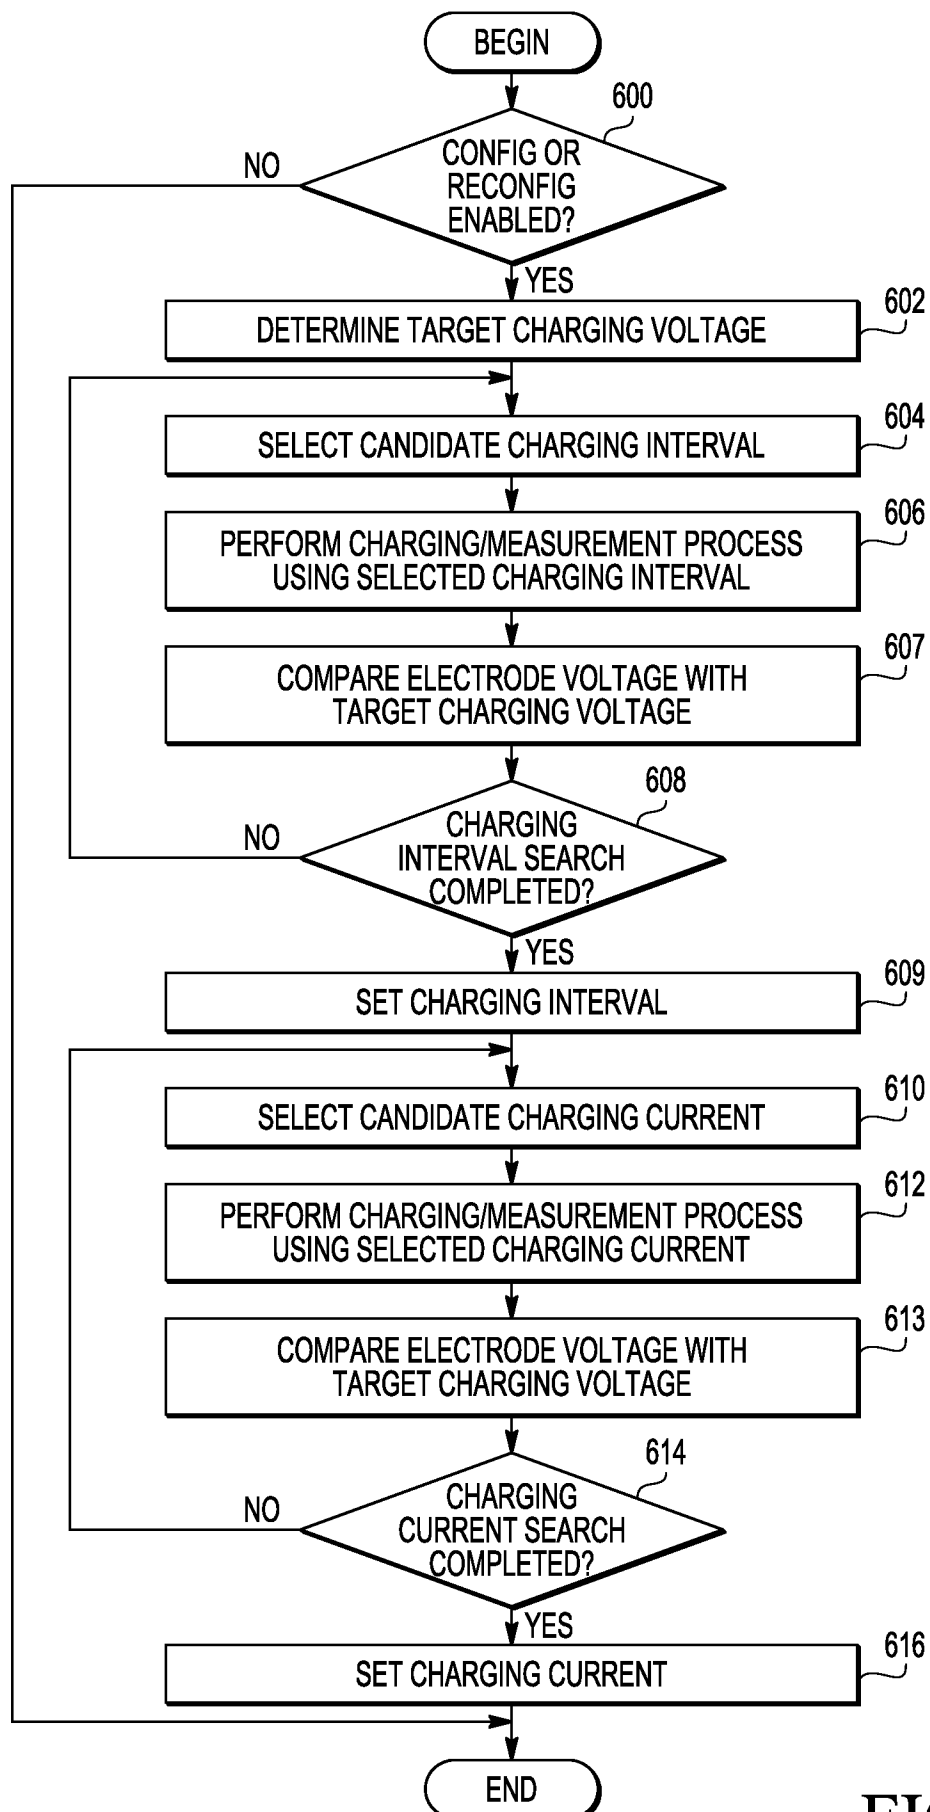 BEGIN
600
CONFIG OR
RECONFIG
ENABLED?
NO
YES
602
DETERMINE TARGET CHARGING VOLTAGE
604
SELECT CANDIDATE CHARGING INTERVAL
606
PERFORM CHARGING/MEASUREMENT PROCESS
USING SELECTED CHARGING INTERVAL
607
COMPARE ELECTRODE VOLTAGE WITH
TARGET CHARGING VOLTAGE
608
CHARGING
INTERVAL SEARCH
COMPLETED?
NO
YES
609
SET CHARGING INTERVAL
610
SELECT CANDIDATE CHARGING CURRENT
612
PERFORM CHARGING/MEASUREMENT PROCESS
USING SELECTED CHARGING CURRENT
613
COMPARE ELECTRODE VOLTAGE WITH
TARGET CHARGING VOLTAGE
614
CHARGING
CURRENT SEARCH
COMPLETED?
NO
YES
616
SET CHARGING CURRENT
END